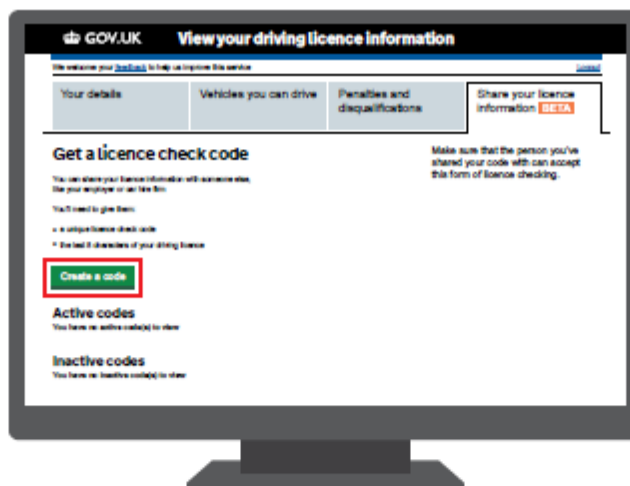 GOV.UK View your driving licence information
We welcome your feedback to help us improve this service Logout
Your details
Vehicles you can drive
Penalties and
disqualifications
Share your licence
information BETA
Get a licence check code
You can share your licence information with someone else,
like your employer or car hire firm
You'll need to give them:
• a unique licence check code
• the last 8 characters of your driving licence
Create a code
Active codes
You have no active code(s) to view
Inactive codes
You have no inactive code(s) to view
Make sure that the person you've
shared your code with can accept
this form of licence checking.